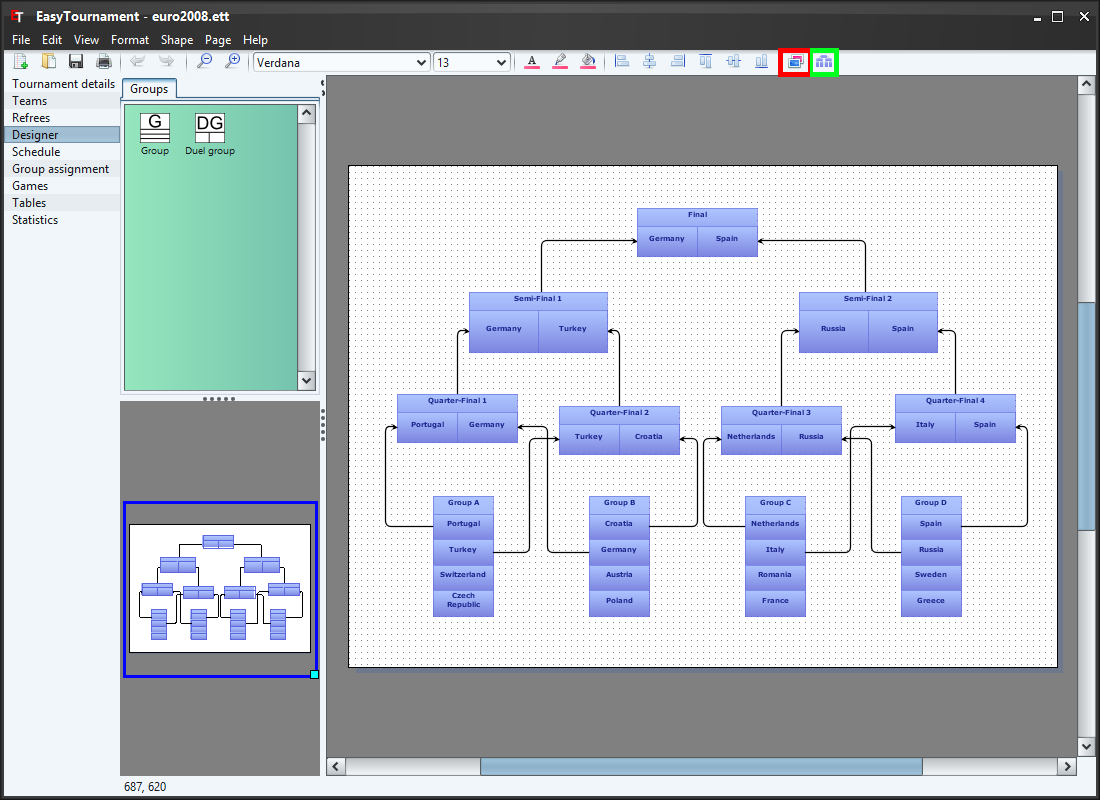 EasyTournament - euro2008.ett
File Edit View Format Shape Page Help
Verdana 13
Tournament details
Teams
Refrees
Designer
Schedule
Group assignment
Games
Tables
Statistics
Groups
G DG
Group Duel group
Final
Germany Spain
Semi-Final 1 Semi-Final 2
Germany Turkey Russia Spain
Quarter-Final 1 Quarter-Final 4
Quarter-Final 2 Quarter-Final 3
Portugal Germany Italy Spain
Turkey Croatia Netherlands Russia
Group A Group B Group C Group D
Portugal Croatia Netherlands Spain
Turkey Germany Italy Russia
Switzerland Austria Romania Sweden
Czech Republic Poland France Greece
687, 620